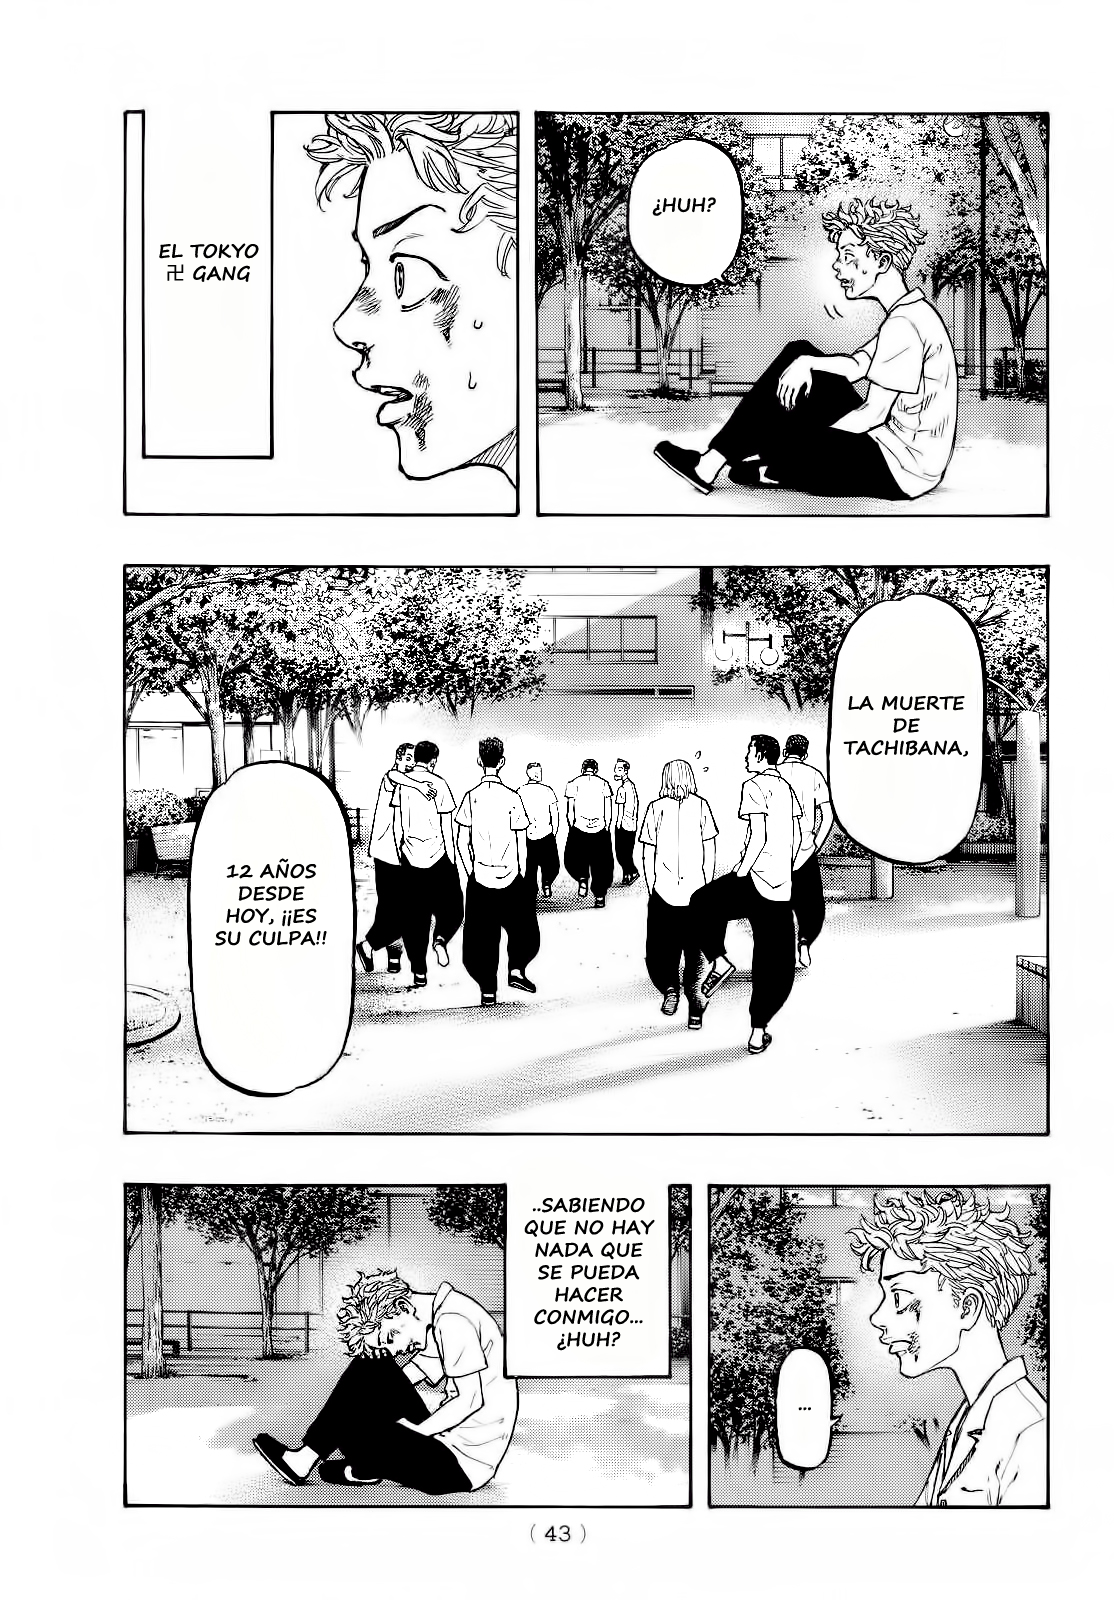 ¿HUH?
EL TOKYO
卍 GANG
LA MUERTE
DE
TACHIBANA,
12 AÑOS
DESDE
HOY, ¡¡ES
SU CULPA!!
...
..SABIENDO
QUE NO HAY
NADA QUE
SE PUEDA
HACER
CONMIGO...
¿HUH?
( 43 )